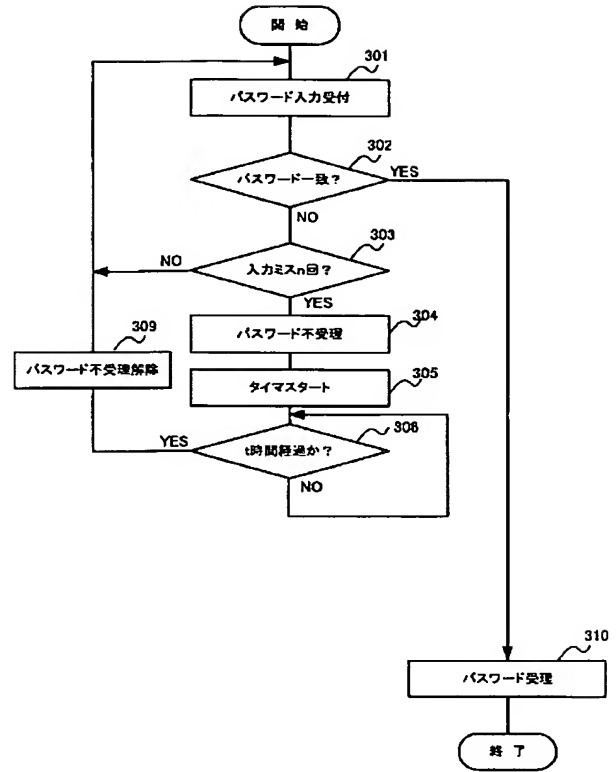 開始
301
パスワード入力受付
302
パスワード一致?
YES
NO
303
入力ミスn回?
NO
YES
304
パスワード不受理
309
パスワード不受理解除
305
タイマスタート
306
t時間経過か?
YES
NO
310
パスワード受理
終了